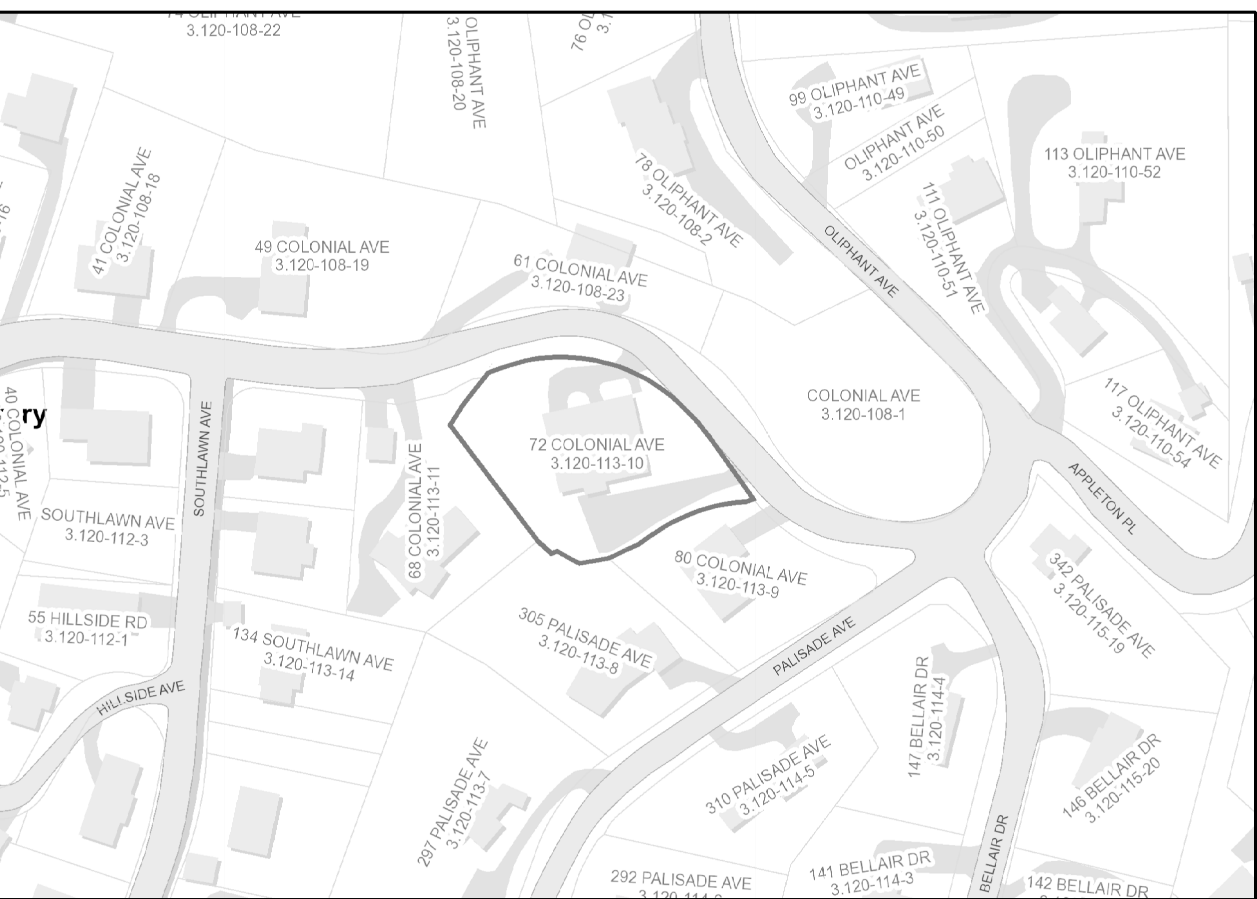 74 OLIPHANT AVE
3.120-108-22
OLIPHANT AVE
3.120-108-20
76
99 OLIPHANT AVE
3.120-110-49
OLIPHANT AVE
3.120-110-50
113 OLIPHANT AVE
3.120-110-52
78 OLIPHANT AVE
3.120-108-2
111 OLIPHANT AVE
3.120-110-51
41 COLONIAL AVE
3.120-108-18
49 COLONIAL AVE
3.120-108-19
61 COLONIAL AVE
3.120-108-23
OLIPHANT AVE
COLONIAL AVE
3.120-108-1
117 OLIPHANT AVE
3.120-110-54
40 COLONIAL AVE
ry
SOUTHLAWN AVE
72 COLONIAL AVE
3.120-113-10
68 COLONIAL AVE
3.120-113-11
APPLETON PL
SOUTHLAWN AVE
3.120-112-3
80 COLONIAL AVE
3.120-113-9
342 PALISADE AVE
3.120-115-19
55 HILLSIDE RD
3.120-112-1
134 SOUTHLAWN AVE
3.120-113-14
305 PALISADE AVE
3.120-113-8
PALISADE AVE
HILLSIDE AVE
147 BELLAIR DR
3.120-114-4
297 PALISADE AVE
3.120-113-7
310 PALISADE AVE
3.120-114-5
146 BELLAIR DR
3.120-115-20
BELLAIR DR
292 PALISADE AVE
141 BELLAIR DR
3.120-114-3
142 BELLAIR DR